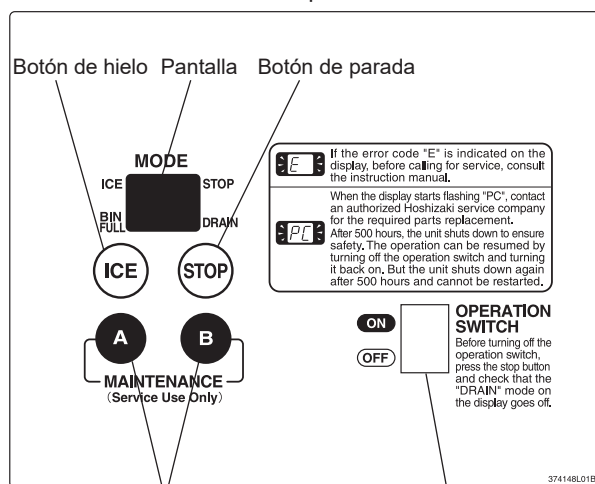 Botón de hielo Pantalla Botón de parada
MODE
ICE STOP
BIN
FULL DRAIN
ICE STOP
A B
MAINTENANCE
(Service Use Only)
E
If the error code "E" is indicated on the
display, before calling for service, consult
the instruction manual.
PC
When the display starts flashing "PC", contact
an authorized Hoshizaki service company
for the required parts replacement.
After 500 hours, the unit shuts down to ensure
safety. The operation can be resumed by
turning off the operation switch and turning
it back on. But the unit shuts down again
after 500 hours and cannot be restarted.
ON
OFF
OPERATION
SWITCH
Before turning off the
operation switch,
press the stop button
and check that the
"DRAIN" mode on
the display goes off.
374148L01B